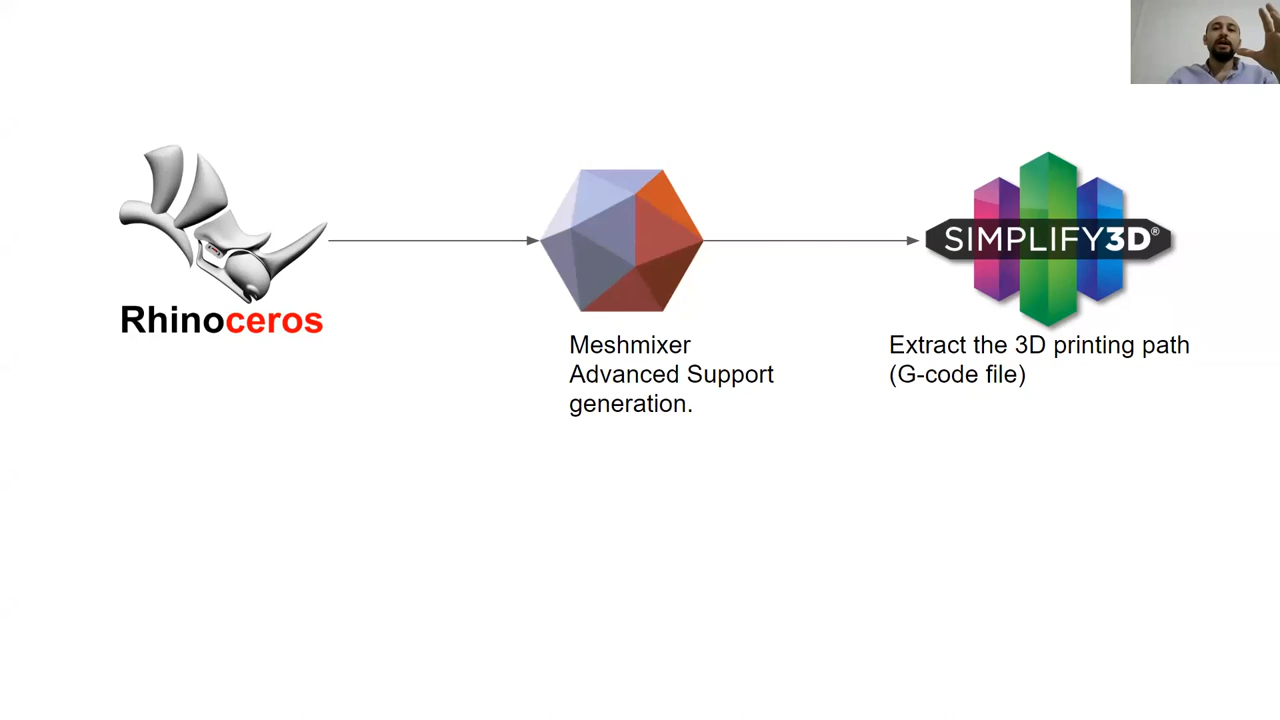 Rhinoceros
SIMPLIFY3D®
Meshmixer
Advanced Support
generation.
Extract the 3D printing path
(G-code file)